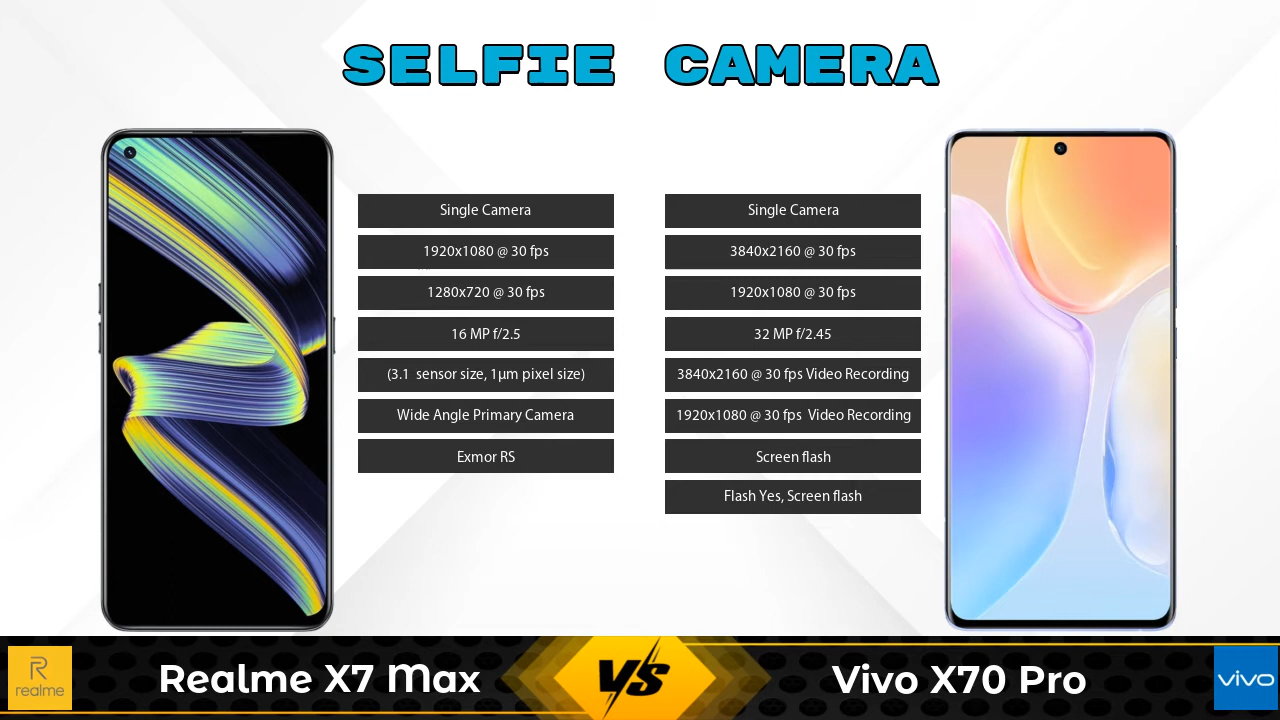 SELFIE CAMERA
Single Camera
1920x1080 @ 30 fps
1280x720 @ 30 fps
16 MP f/2.5
(3.1 sensor size, 1µm pixel size)
Wide Angle Primary Camera
Exmor RS
Single Camera
3840x2160 @ 30 fps
1920x1080 @ 30 fps
32 MP f/2.45
3840x2160 @ 30 fps Video Recording
1920x1080 @ 30 fps Video Recording
Screen flash
Flash Yes, Screen flash
R
realme
Realme X7 Max
VS
Vivo X70 Pro
vivo